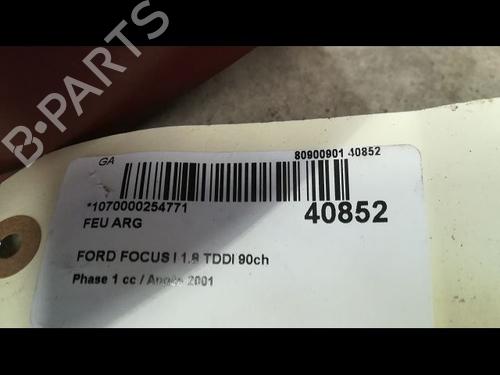 B-PARTS
GA
80900901 40852
*1070000254771
40852
FEU ARG
FORD FOCUS I 1.8 TDDI 90ch
Phase 1 cc / Année 2001